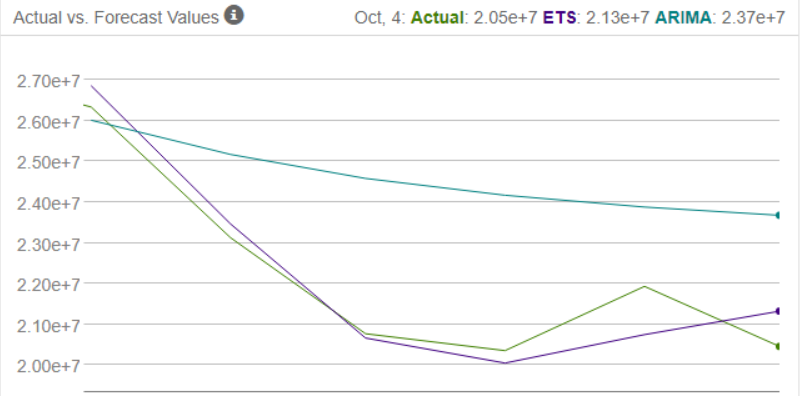 Actual vs. Forecast Values i Oct, 4: Actual: 2.05e+7 ETS: 2.13e+7 ARIMA: 2.37e+7
2.70e+7
2.60e+7
2.50e+7
2.40e+7
2.30e+7
2.20e+7
2.10e+7
2.00e+7